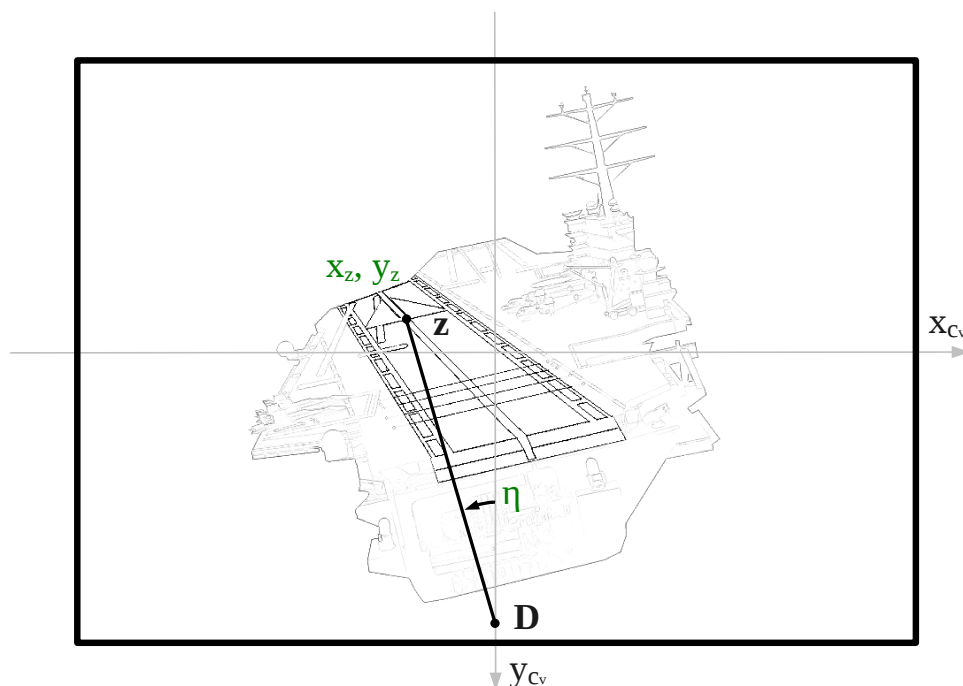 x_z, y_z
z
x_Cv
η
D
y_Cv